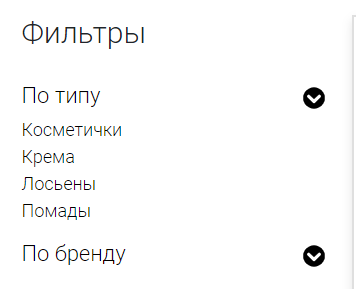 Фильтры
По типу
Косметички
Крема
Лосьены
Помады
По бренду